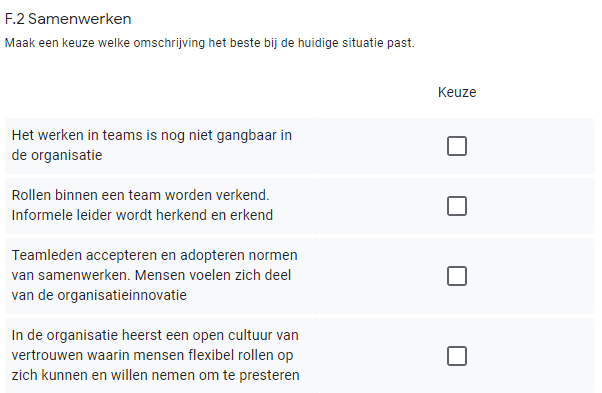 F.2 Samenwerken
Maak een keuze welke omschrijving het beste bij de huidige situatie past.
Keuze
Het werken in teams is nog niet gangbaar in
de organisatie
Rollen binnen een team worden verkend.
Informele leider wordt herkend en erkend
Teamleden accepteren en adopteren normen
van samenwerken. Mensen voelen zich deel
van de organisatieinnovatie
In de organisatie heerst een open cultuur van
vertrouwen waarin mensen flexibel rollen op
zich kunnen en willen nemen om te presteren